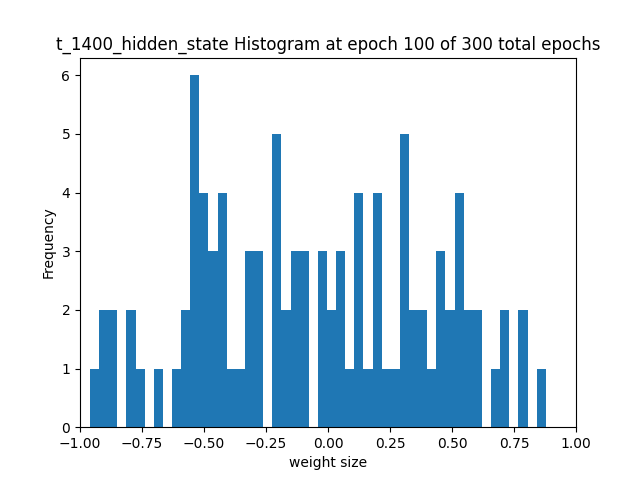 t_1400_hidden_state Histogram at epoch 100 of 300 total epochs
Frequency
6
5
4
3
2
1
0
−1.00 −0.75 −0.50 −0.25 0.00 0.25 0.50 0.75 1.00
weight size